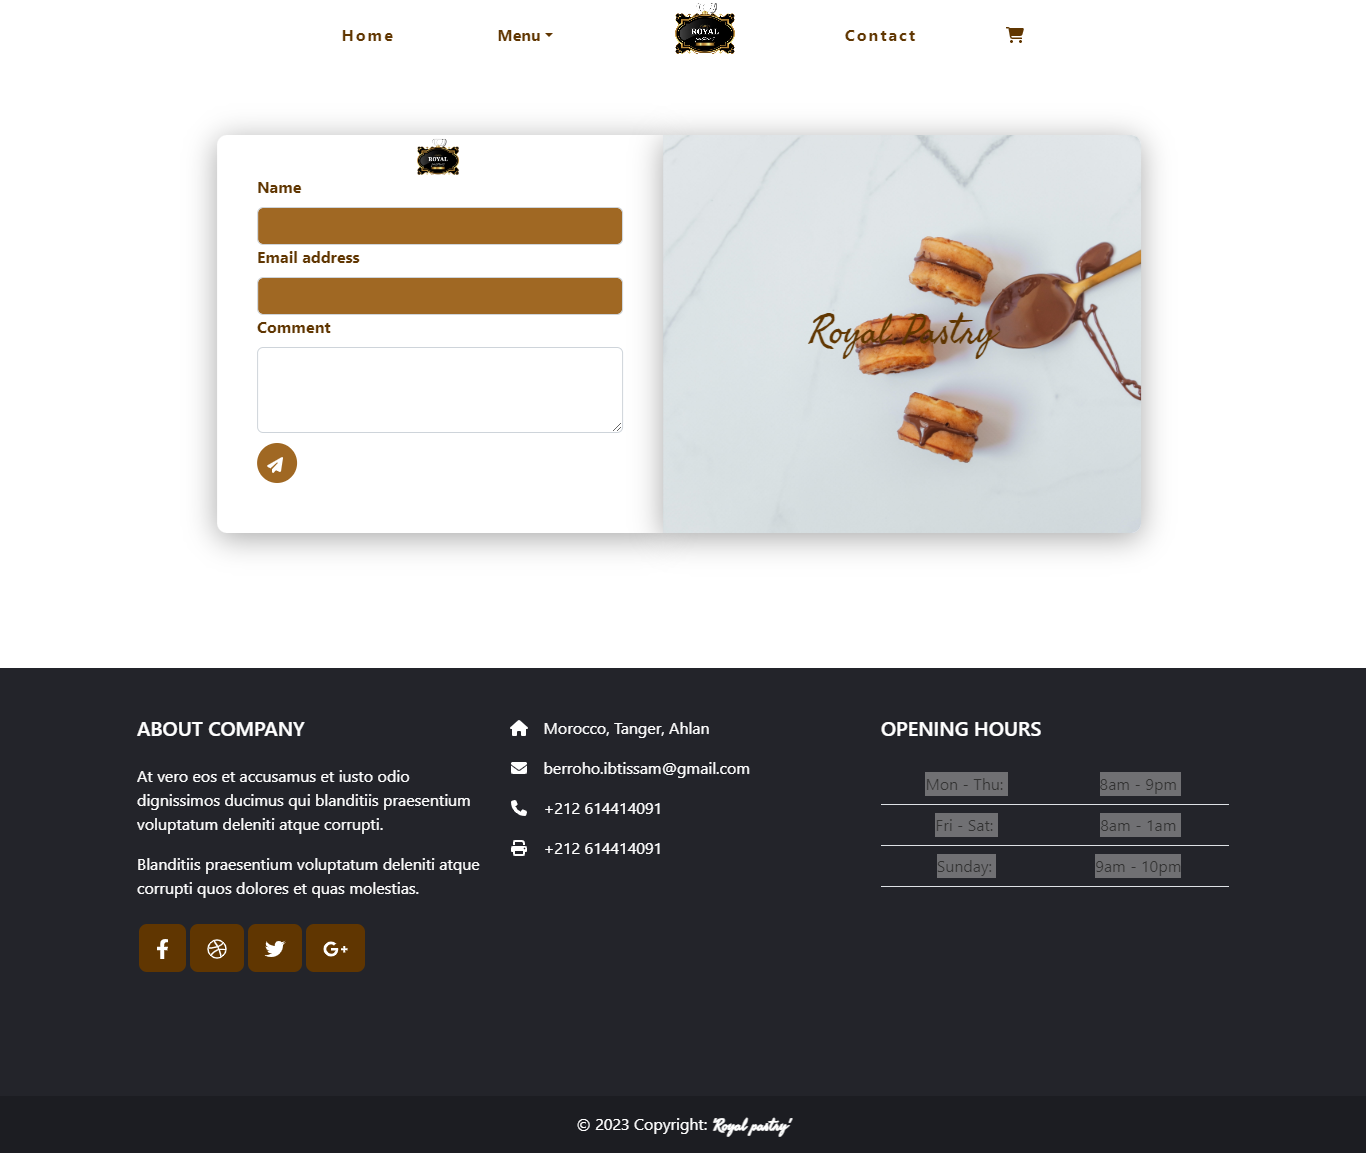 Home
Menu
ROYAL
Contact
ROYAL
Name
Email address
Comment
Royal Pastry
ABOUT COMPANY
At vero eos et accusamus et iusto odio
dignissimos ducimus qui blanditiis praesentium
voluptatum deleniti atque corrupti.
Blanditiis praesentium voluptatum deleniti atque
corrupti quos dolores et quas molestias.
Morocco, Tanger, Ahlan
berroho.ibtissam@gmail.com
+212 614414091
+212 614414091
OPENING HOURS
Mon - Thu: 8am - 9pm
Fri - Sat: 8am - 1am
Sunday: 9am - 10pm
© 2023 Copyright: "Royal pastry"